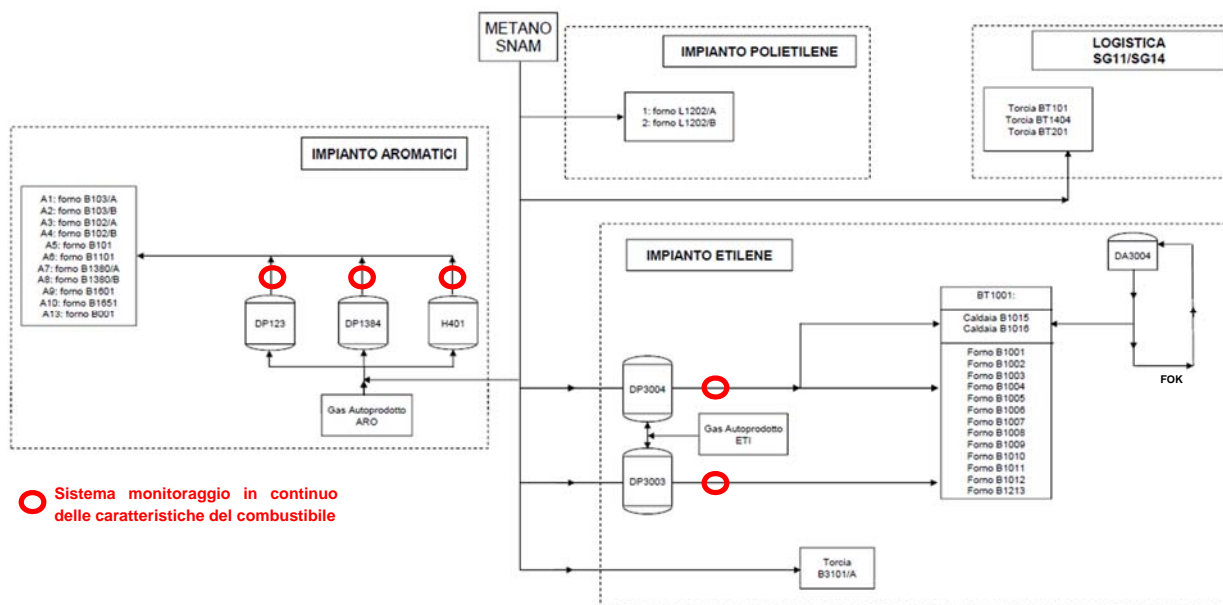 METANO
SNAM
IMPIANTO POLIETILENE
1: forno L1202/A
2: forno L1202/B
LOGISTICA
SG11/SG14
Torcia BT101
Torcia BT1404
Torcia BT201
IMPIANTO AROMATICI
A1: forno B103/A
A2: forno B103/B
A3: forno B102/A
A4: forno B102/B
A5: forno B101
A6: forno B1101
A7: forno B1380/A
A8: forno B1380/B
A9: forno B1601
A10: forno B1651
A13: forno B001
DP123
DP1384
H401
Gas Autoprodotto
ARO
IMPIANTO ETILENE
DA3004
FOK
BT1001:
Caldaia B1015
Caldaia B1016
Forno B1001
Forno B1002
Forno B1003
Forno B1004
Forno B1005
Forno B1006
Forno B1007
Forno B1008
Forno B1009
Forno B1010
Forno B1011
Forno B1012
Forno B1213
DP3004
Gas Autoprodotto
ETI
DP3003
Torcia
B3101/A
Sistema monitoraggio in continuo
delle caratteristiche del combustibile